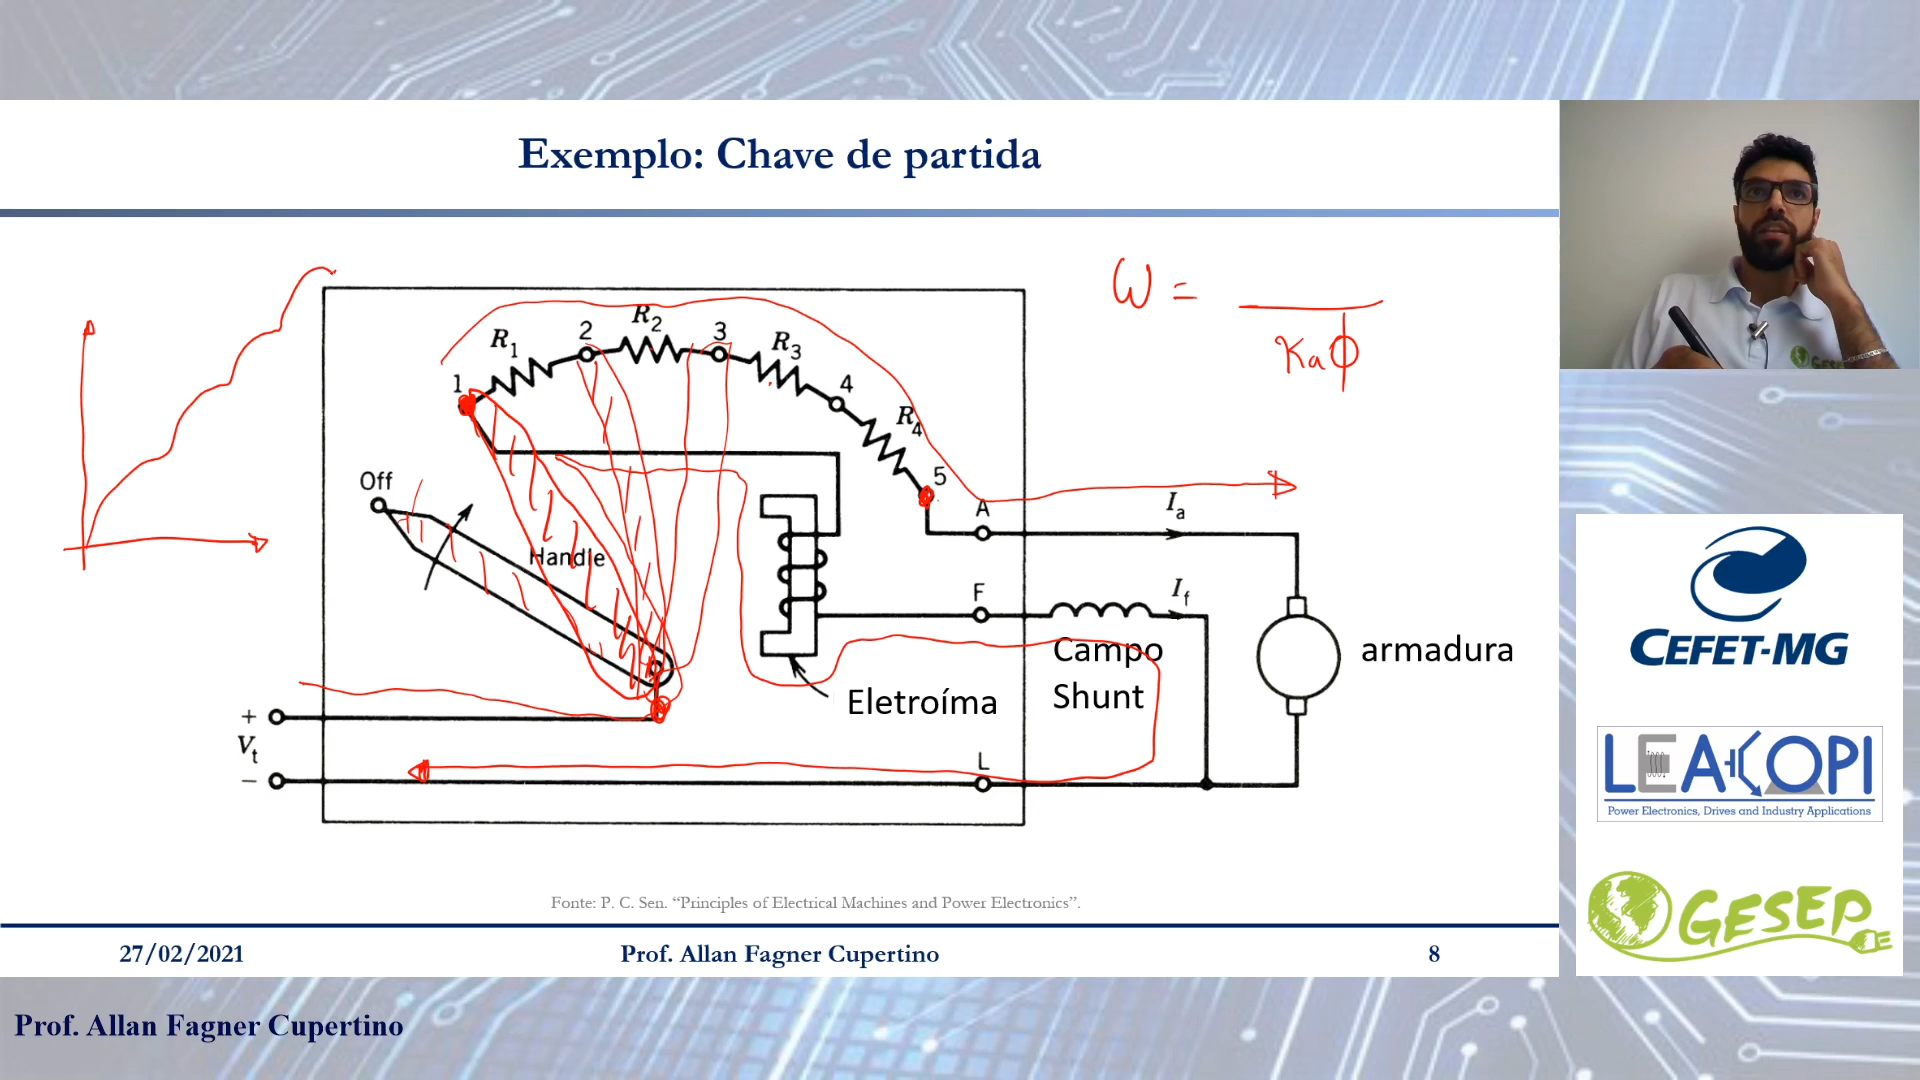 Exemplo: Chave de partida
ω =
KaΦ
R1
2
R2
3
R3
1
4
R4
5
Off
Handle
A
Ia
F
If
Campo
Shunt
armadura
Eletroíma
+
Vt
−
L
Fonte: P. C. Sen. “Principles of Electrical Machines and Power Electronics”.
27/02/2021
Prof. Allan Fagner Cupertino
8
Prof. Allan Fagner Cupertino
CEFET-MG
LEACOPI
Power Electronics, Drives and Industry Applications
GESEP
GESEP